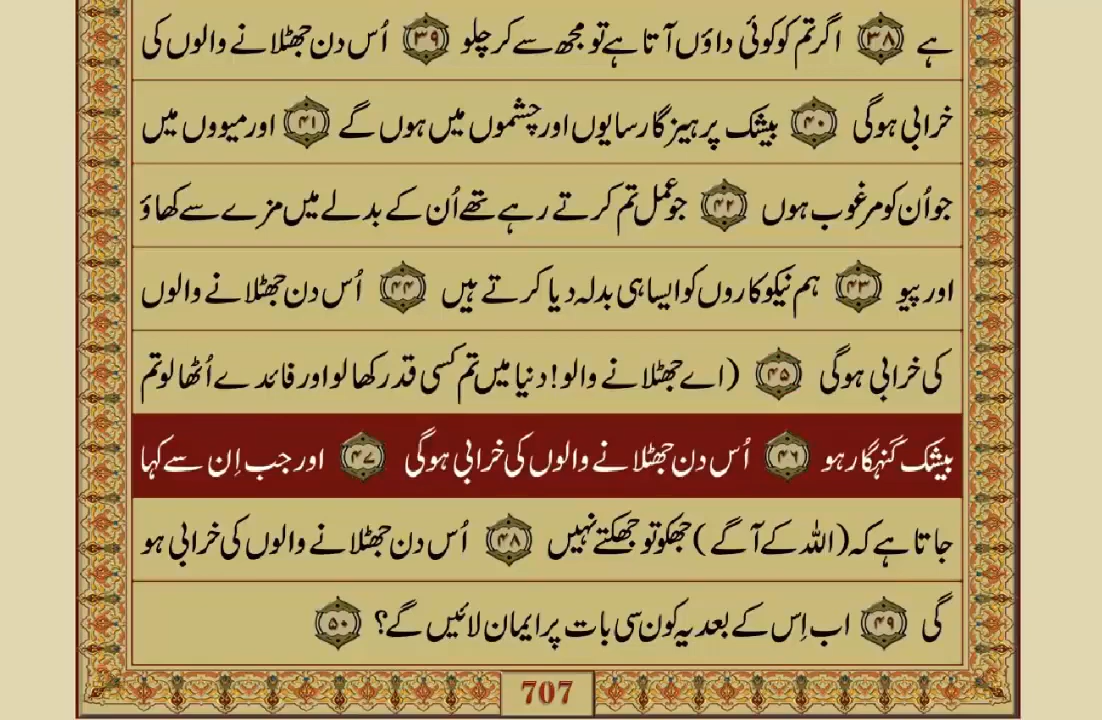 ہے ﴿۳۸﴾ اگر تم کو کوئی داؤں آتا ہے تو مجھ سے کر چلو ﴿۳۹﴾ اُس دن جھٹلانے والوں کی
خرابی ہوگی ﴿۴۰﴾ بیشک پرہیزگار سایوں اور چشموں میں ہوں گے ﴿۴۱﴾ اور میووں میں
جو اُن کو مرغوب ہوں ﴿۴۲﴾ جو عمل تم کرتے رہے تھے اُن کے بدلے میں مزے سے کھاؤ
اور پیو ﴿۴۳﴾ ہم نیکوکاروں کو ایسا ہی بدلہ دیا کرتے ہیں ﴿۴۴﴾ اُس دن جھٹلانے والوں
کی خرابی ہوگی ﴿۴۵﴾ (اے جھٹلانے والو! دنیا میں تم کسی قدر کھا لو اور فائدے اُٹھا لو تم
بیشک گنہگار ہو ﴿۴۶﴾ اُس دن جھٹلانے والوں کی خرابی ہوگی ﴿۴۷﴾ اور جب اِن سے کہا
جاتا ہے کہ (اللہ کے آگے) جھکو تو جھکتے نہیں ﴿۴۸﴾ اُس دن جھٹلانے والوں کی خرابی ہو
گی ﴿۴۹﴾ اب اِس کے بعد یہ کون سی بات پر ایمان لائیں گے؟ ﴿۵۰﴾
707